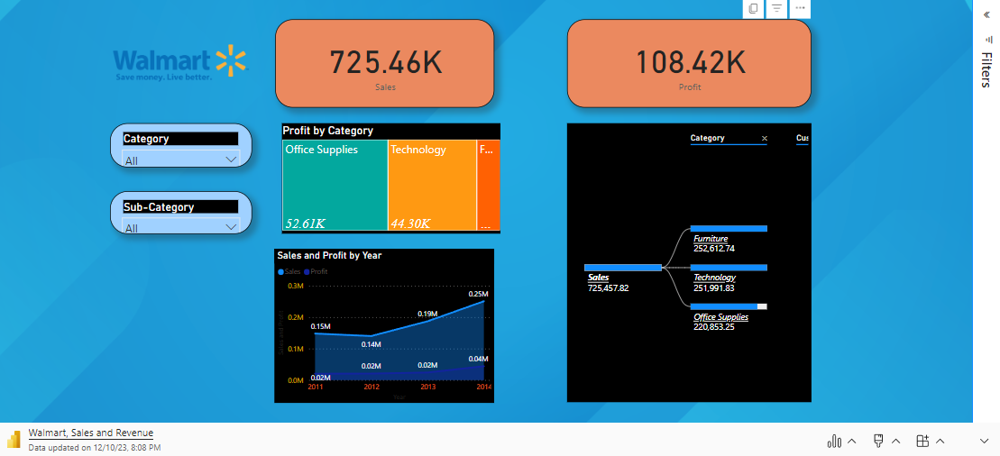 Walmart
Save money. Live better.
725.46K
Sales
108.42K
Profit
Filters
Category
All
Sub-Category
All
Profit by Category
Office Supplies
Technology
F...
52.61K
44.30K
...
Sales and Profit by Year
Sales Profit
0.3M
0.2M
0.1M
0.0M
0.15M
0.14M
0.19M
0.25M
0.02M
0.02M
0.02M
0.04M
2011 2012 2013 2014
Year
Sales and Profit
Category
Cus
Sales
725,457.82
Furniture
252,612.74
Technology
251,991.83
Office Supplies
220,853.25
Walmart, Sales and Revenue
Data updated on 12/10/23, 8:08 PM